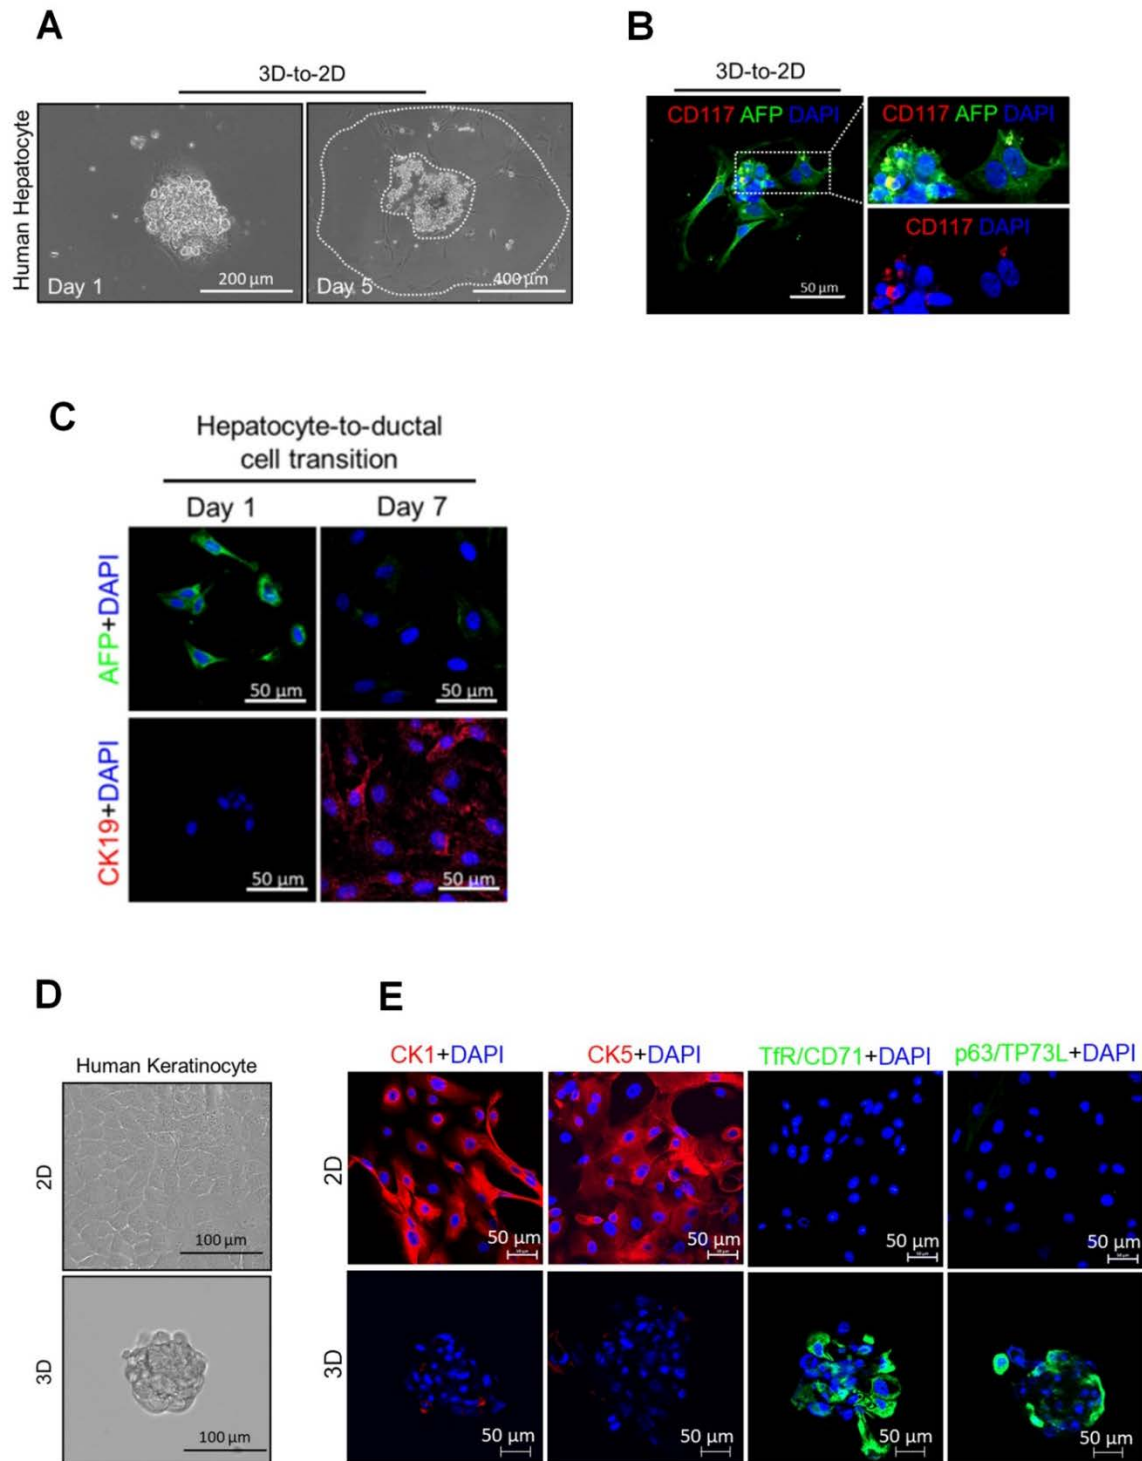 A
3D-to-2D
Human Hepatocyte
Day 1
200 µm
Day 5
400 µm
B
3D-to-2D
CD117 AFP DAPI
50 µm
CD117 AFP DAPI
CD117 DAPI
C
Hepatocyte-to-ductal
cell transition
Day 1
Day 7
AFP+DAPI
50 µm
50 µm
CK19+DAPI
50 µm
50 µm
D
Human Keratinocyte
2D
100 µm
3D
100 µm
E
CK1+DAPI
CK5+DAPI
TfR/CD71+DAPI
p63/TP73L+DAPI
2D
50 µm
50 µm
50 µm
50 µm
3D
50 µm
50 µm
50 µm
50 µm